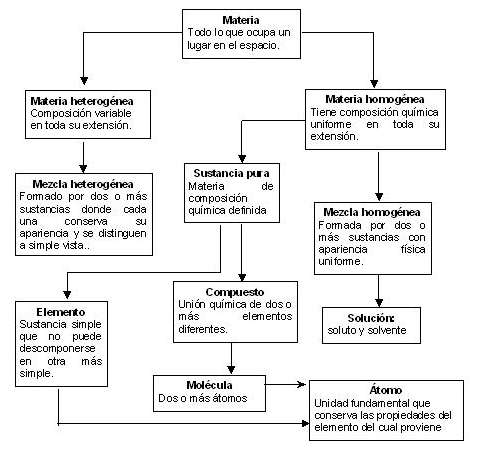 Materia
Todo lo que ocupa un
lugar en el espacio.
Materia heterogénea
Composición variable
en toda su extensión.
Materia homogénea
Tiene composición química
uniforme en toda su
extensión.
Mezcla heterogénea
Formado por dos o más
sustancias donde cada
una conserva su
apariencia y se distinguen
a simple vista..
Sustancia pura
Materia de
composición
química definida
Mezcla homogénea
Formada por dos o
más sustancias con
apariencia física
uniforme.
Elemento
Sustancia simple
que no puede
descomponerse
en otra más
simple.
Compuesto
Unión química de dos o
más elementos
diferentes.
Solución:
soluto y solvente
Molécula
Dos o más átomos
Átomo
Unidad fundamental que
conserva las propiedades del
elemento del cual proviene